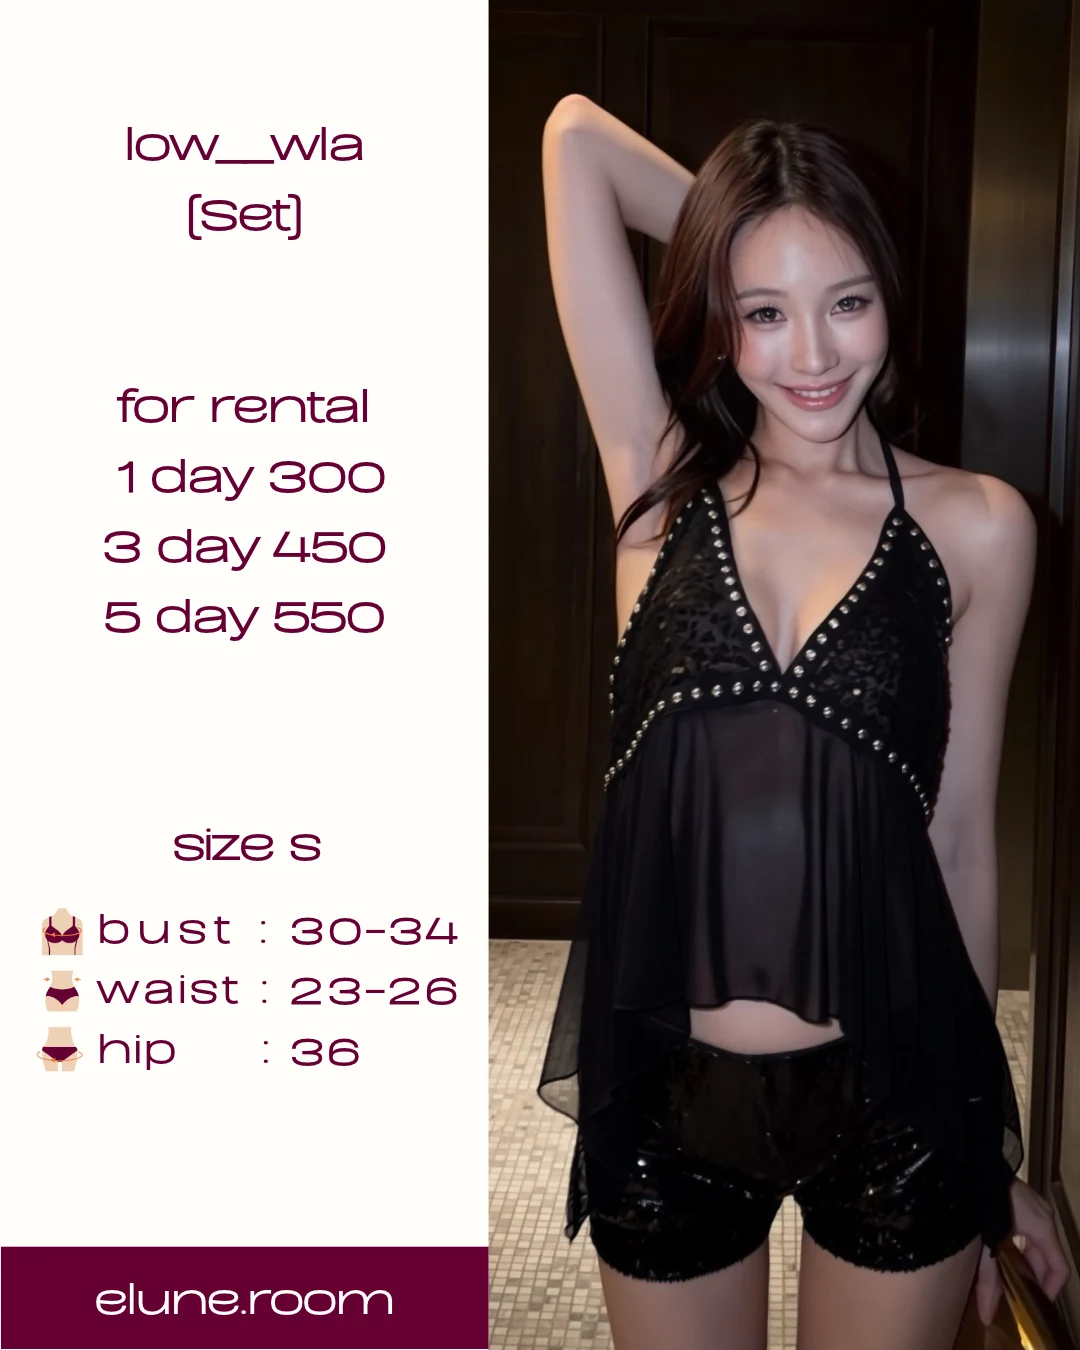 low__wla
(Set)
for rental
1 day 300
3 day 450
5 day 550
size s
bust : 30-34
waist : 23-26
hip : 36
elune.room